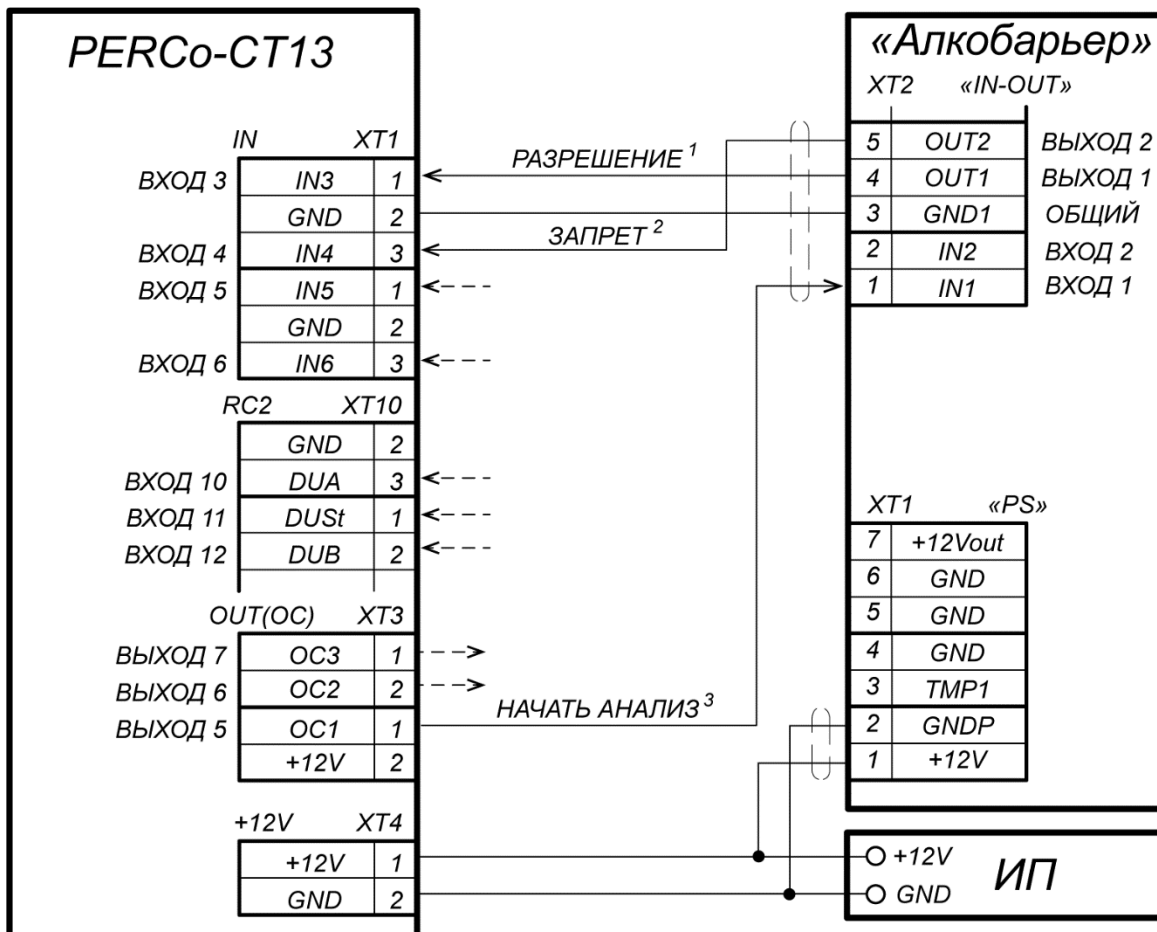 PERCo-CT13
«Алкобарьер»
XT2 «IN-OUT»
5 OUT2 ВЫХОД 2
4 OUT1 ВЫХОД 1
3 GND1 ОБЩИЙ
2 IN2 ВХОД 2
1 IN1 ВХОД 1
IN XT1
ВХОД 3 IN3 1
GND 2
ВХОД 4 IN4 3
ВХОД 5 IN5 1
GND 2
ВХОД 6 IN6 3
РАЗРЕШЕНИЕ 1
ЗАПРЕТ 2
RC2 XT10
GND 2
ВХОД 10 DUA 3
ВХОД 11 DUSt 1
ВХОД 12 DUB 2
OUT(OC) XT3
ВЫХОД 7 OC3 1
ВЫХОД 6 OC2 2
ВЫХОД 5 OC1 1
+12V 2
НАЧАТЬ АНАЛИЗ 3
XT1 «PS»
7 +12Vout
6 GND
5 GND
4 GND
3 TMP1
2 GNDP
1 +12V
+12V XT4
+12V 1
GND 2
+12V
GND
ИП